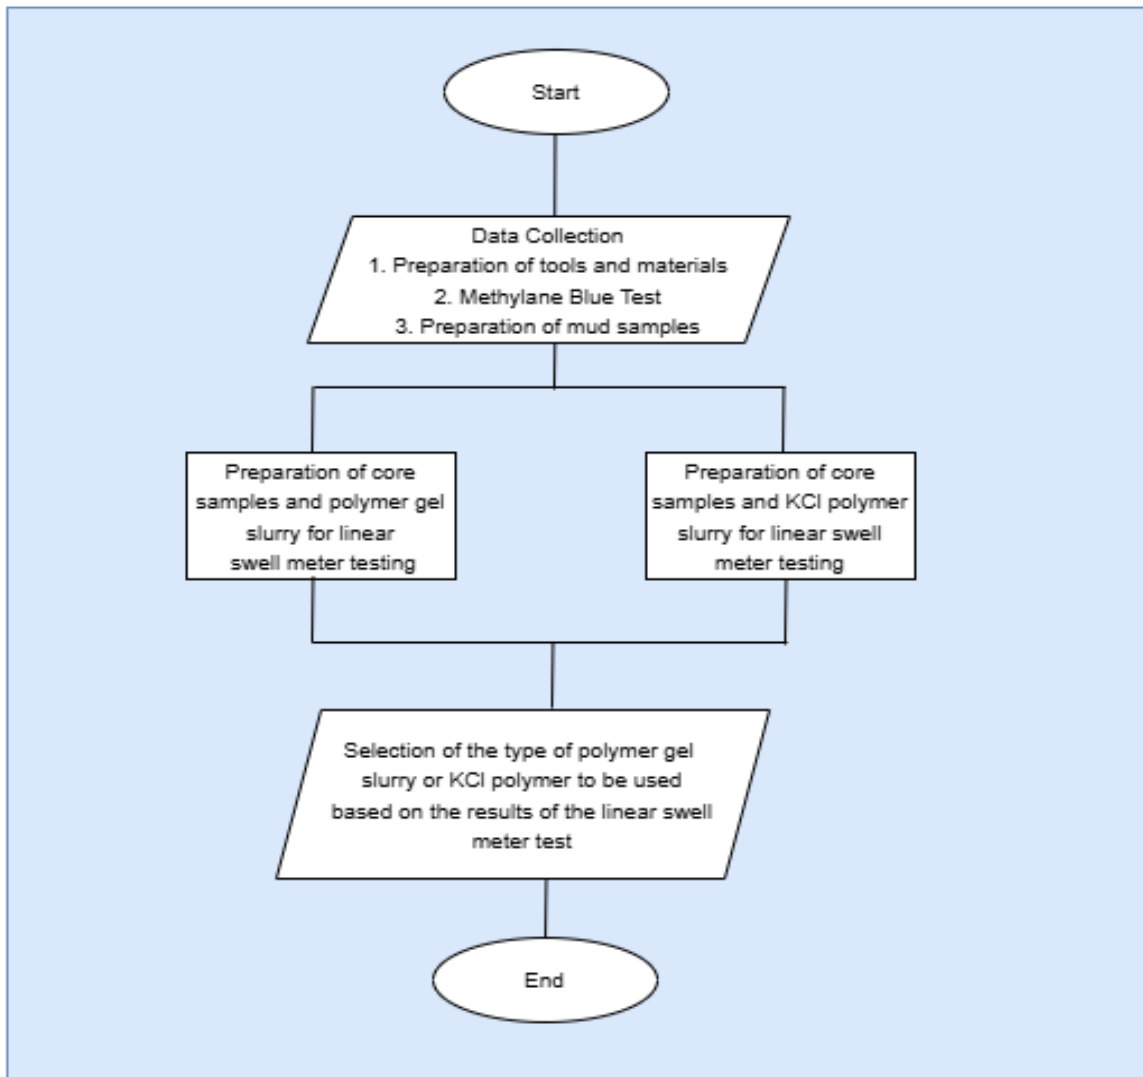 Start
Data Collection
1. Preparation of tools and materials
2. Methylane Blue Test
3. Preparation of mud samples
Preparation of core
samples and polymer gel
slurry for linear
swell meter testing
Preparation of core
samples and KCl polymer
slurry for linear swell
meter testing
Selection of the type of polymer gel
slurry or KCl polymer to be used
based on the results of the linear swell
meter test
End